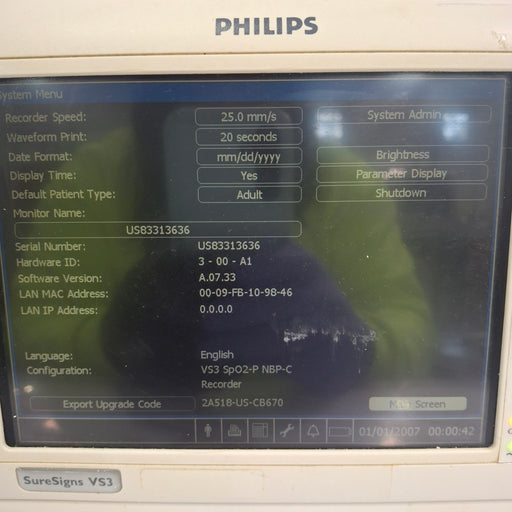 PHILIPS
System Menu
Recorder Speed: 25.0 mm/s System Admin
Waveform Print: 20 seconds
Date Format: mm/dd/yyyy Brightness
Display Time: Yes Parameter Display
Default Patient Type: Adult Shutdown
Monitor Name:
US83313636
Serial Number: US83313636
Hardware ID: 3 - 00 - A1
Software Version: A.07.33
LAN MAC Address: 00-09-FB-10-98-46
LAN IP Address: 0.0.0.0
Language: English
Configuration: VS3 SpO2-P NBP-C
Recorder
Export Upgrade Code 2A51B-US-CB670 Main Screen
01/01/2007 00:00:42
SureSigns VS3